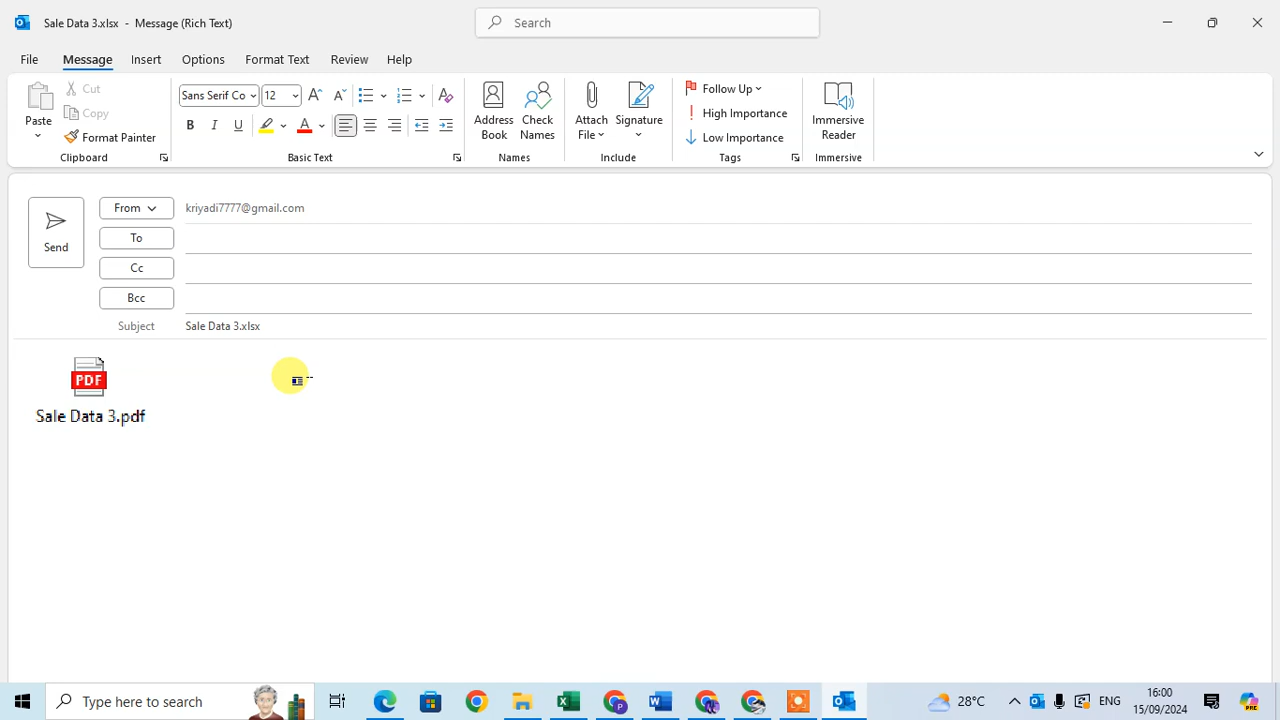 Sale Data 3.xlsx - Message (Rich Text)
Search
File Message Insert Options Format Text Review Help
Paste
Cut
Copy
Format Painter
Clipboard
Sans Serif Co 12
B I U A
Basic Text
Address Book
Check Names
Names
Attach File
Signature
Include
Follow Up
High Importance
Low Importance
Tags
Immersive Reader
Immersive
Send
From kriyadi7777@gmail.com
To
Cc
Bcc
Subject Sale Data 3.xlsx
PDF
Sale Data 3.pdf
Type here to search
28°C
ENG
16:00
15/09/2024